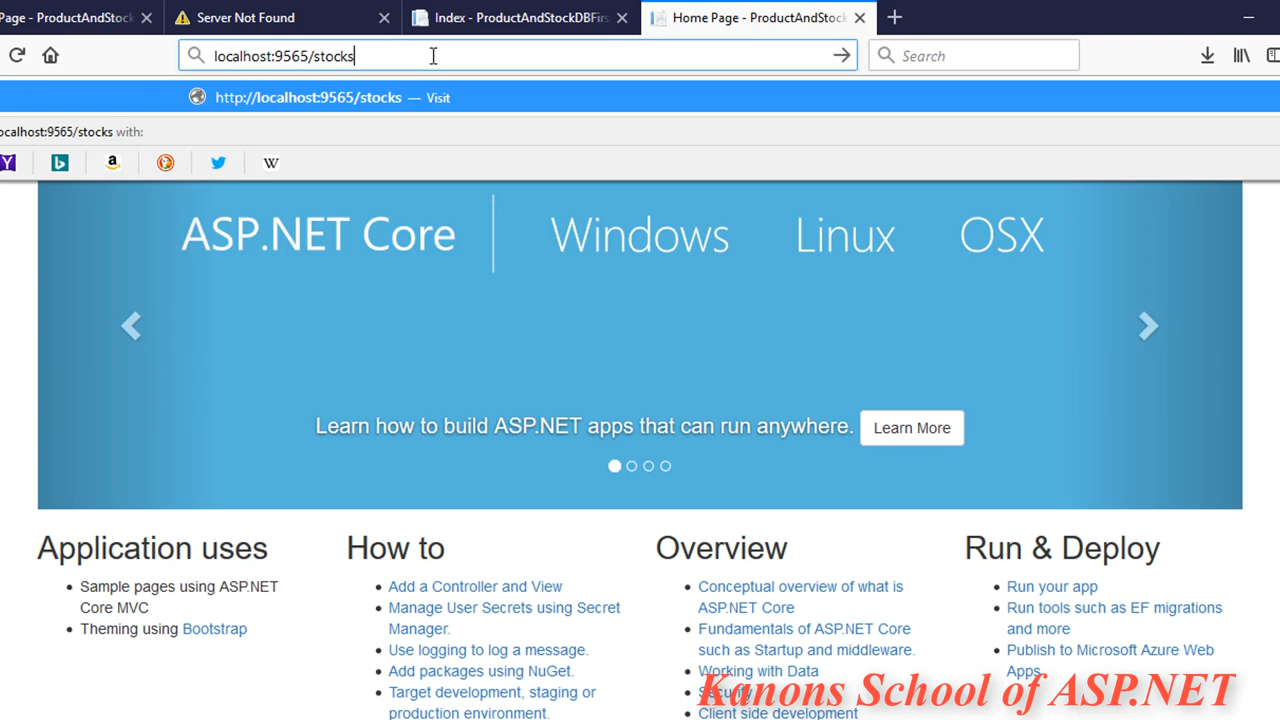 Page - ProductAndStock
Server Not Found
Index - ProductAndStockDBFirs
Home Page - ProductAndStock
localhost:9565/stocks
Search
http://localhost:9565/stocks — Visit
ocalhost:9565/stocks with:
ASP.NET Core
Windows
Linux
OSX
Learn how to build ASP.NET apps that can run anywhere.
Learn More
Application uses
Sample pages using ASP.NET
Core MVC
Theming using Bootstrap
How to
Add a Controller and View
Manage User Secrets using Secret
Manager.
Use logging to log a message.
Add packages using NuGet.
Target development, staging or
production environment.
Overview
Conceptual overview of what is
ASP.NET Core
Fundamentals of ASP.NET Core
such as Startup and middleware.
Working with Data
Security
Client side development
Run & Deploy
Run your app
Run tools such as EF migrations
and more
Publish to Microsoft Azure Web
Apps
Kanons School of ASP.NET